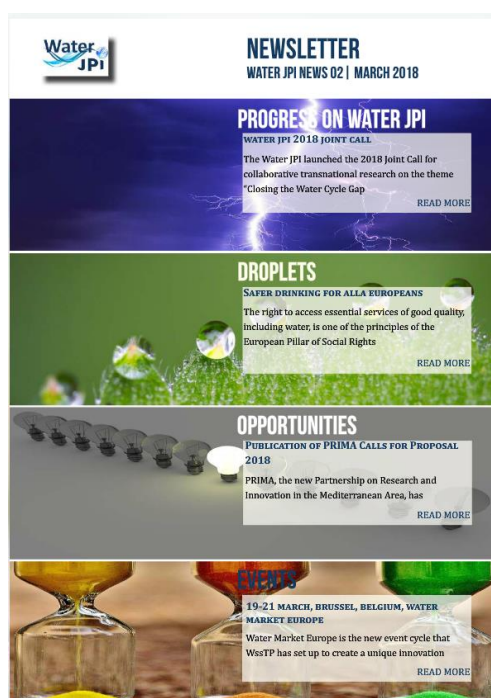 Water
JPI
NEWSLETTER
WATER JPI NEWS 02| MARCH 2018
PROGRESS ON WATER JPI
WATER JPI 2018 JOINT CALL
The Water JPI launched the 2018 Joint Call for
collaborative transnational research on the theme
"Closing the Water Cycle Gap
READ MORE
DROPLETS
SAFER DRINKING FOR ALLA EUROPEANS
The right to access essential services of good quality,
including water, is one of the principles of the
European Pillar of Social Rights
READ MORE
OPPORTUNITIES
PUBLICATION OF PRIMA CALLS FOR PROPOSAL
2018
PRIMA, the new Partnership on Research and
Innovation in the Mediterranean Area, has
READ MORE
EVENTS
19-21 MARCH, BRUSSEL, BELGIUM, WATER
MARKET EUROPE
Water Market Europe is the new event cycle that
WssTP has set up to create a unique innovation
READ MORE